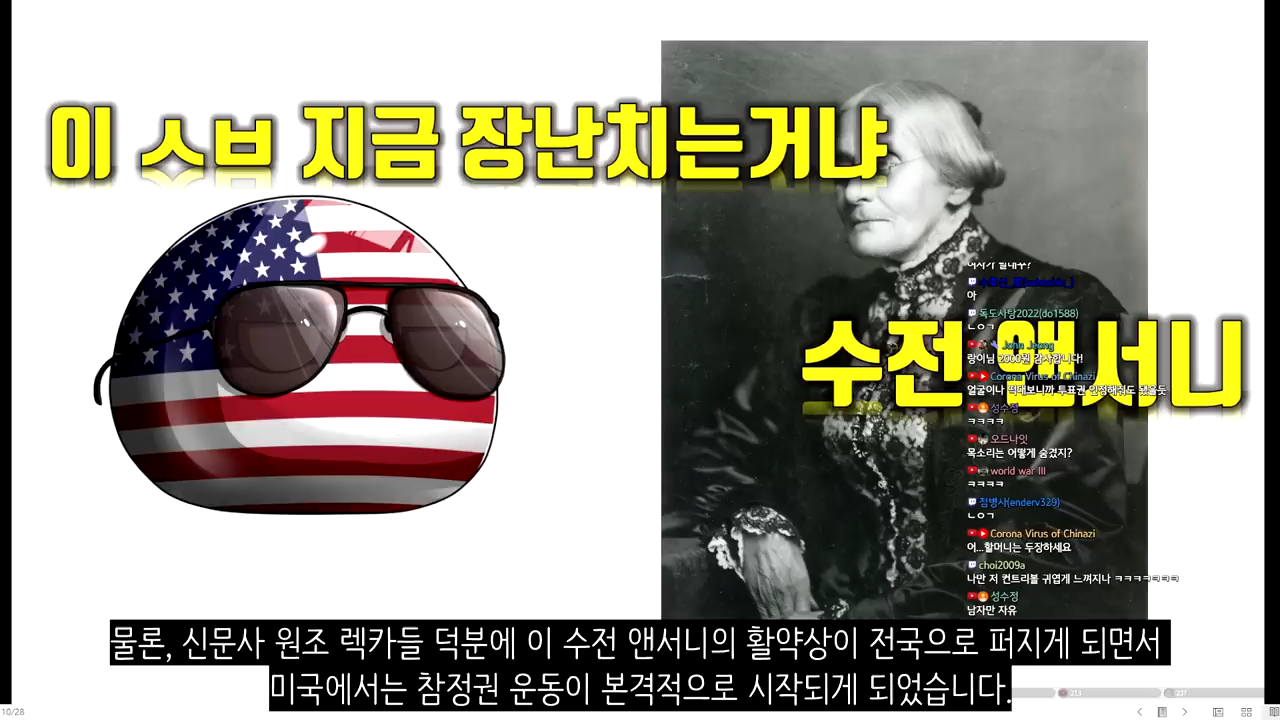 이 ㅅㅂ 지금 장난치는거냐
수전 앤서니
아
독도사랑2022(do1588)
ㄴㅇㄱ
John Jeong
랑이님 2000원 감사합니다!
Corona Virus of Chinazi
얼굴이나 떡대보니까 투표권 인정해줘도 됐을듯
성수정
ㅋㅋㅋㅋ
오드나잇
목소리는 어떻게 숨겼지?
world war III
ㅋㅋㅋㅋ
점병사(enderv329)
ㄴㅇㄱ
Corona Virus of Chinazi
어...할머니는 두장하세요
choi2009a
나만 저 컨트리볼 귀엽게 느껴지나 ㅋㅋㅋㅋㅋㅋㅋ
성수정
남자만 자유
물론, 신문사 원조 렉카들 덕분에 이 수전 앤서니의 활약상이 전국으로 퍼지게 되면서
미국에서는 참정권 운동이 본격적으로 시작되게 되었습니다.
213
237
10/28